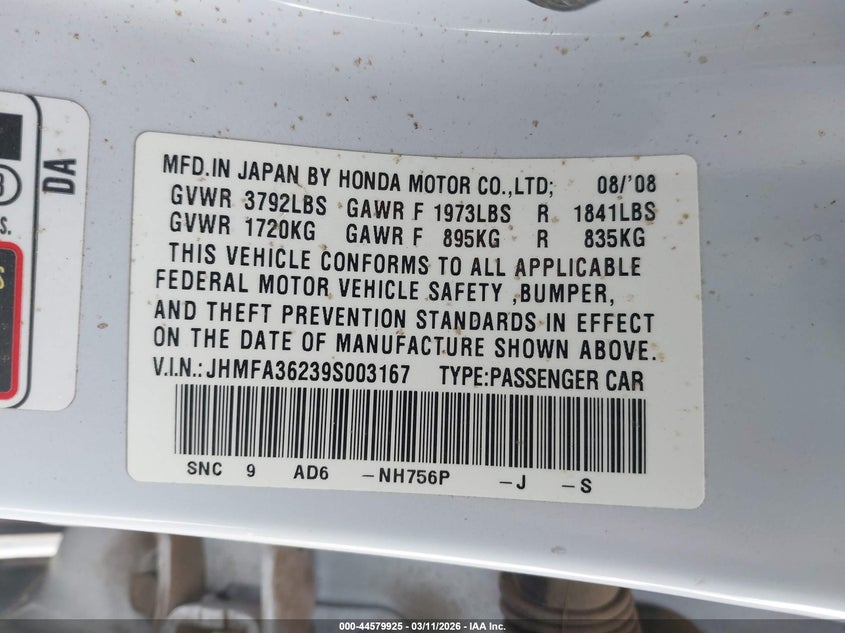 DA
S.
MFD.IN JAPAN BY HONDA MOTOR CO.,LTD; 08/'08
GVWR 3792LBS GAWR F 1973LBS R 1841LBS
GVWR 1720KG GAWR F 895KG R 835KG
THIS VEHICLE CONFORMS TO ALL APPLICABLE
FEDERAL MOTOR VEHICLE SAFETY ,BUMPER,
AND THEFT PREVENTION STANDARDS IN EFFECT
ON THE DATE OF MANUFACTURE SHOWN ABOVE.
V.I.N.: JHMFA36239S003167 TYPE:PASSENGER CAR
SNC 9 AD6 -NH756P -J -S
000-44579925 - 03/11/2026 - IAA Inc.